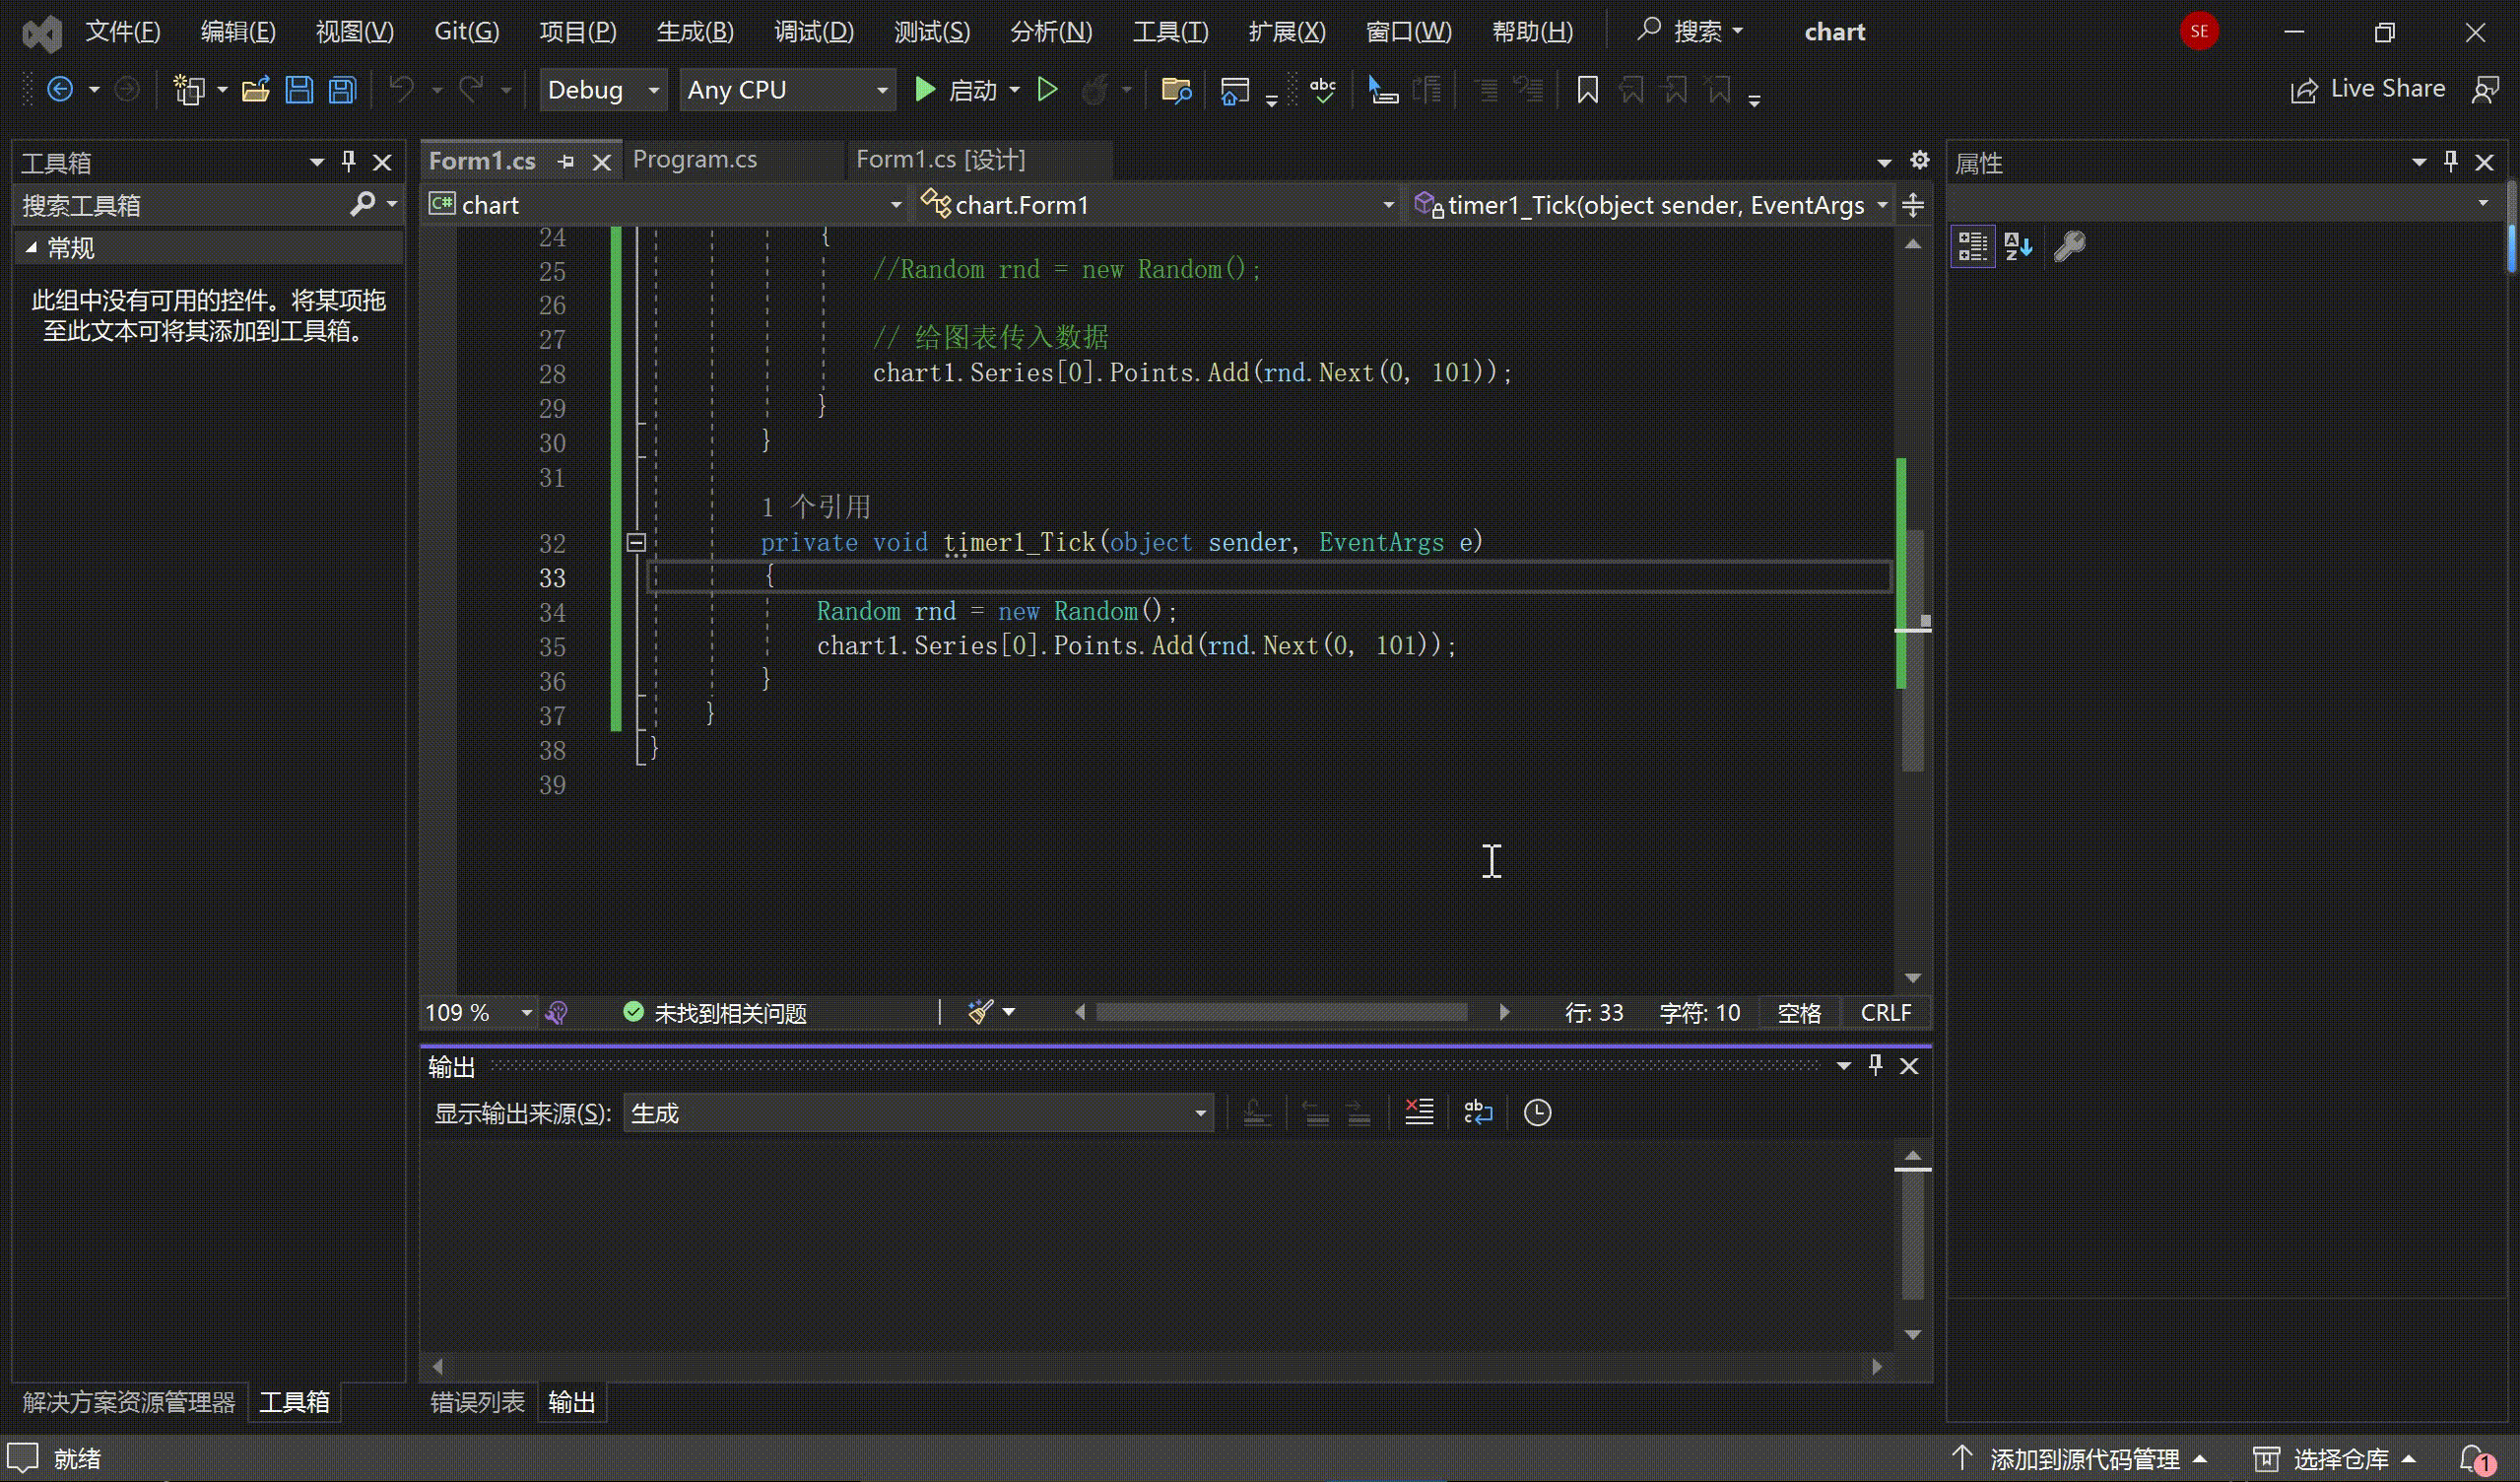 文件(F) 编辑(E) 视图(V) Git(G) 项目(P) 生成(B) 调试(D) 测试(S) 分析(N) 工具(T) 扩展(X) 窗口(W) 帮助(H) 搜索 chart SE
Debug Any CPU 启动 abc Live Share
工具箱
搜索工具箱
常规
此组中没有可用的控件。将某项拖
至此文本可将其添加到工具箱。
Form1.cs Program.cs Form1.cs [设计]
C# chart chart.Form1 timer1_Tick(object sender, EventArgs
24 {
25 //Random rnd = new Random();
26
27 // 给图表传入数据
28 chart1.Series[0].Points.Add(rnd.Next(0, 101));
29 }
30 }
31
1 个引用
32 private void timer1_Tick(object sender, EventArgs e)
33 {
34 Random rnd = new Random();
35 chart1.Series[0].Points.Add(rnd.Next(0, 101));
36 }
37 }
38 }
39
109 % 未找到相关问题 行: 33 字符: 10 空格 CRLF
输出
显示输出来源(S): 生成
属性
解决方案资源管理器 工具箱 错误列表 输出
就绪 添加到源代码管理 选择仓库 1